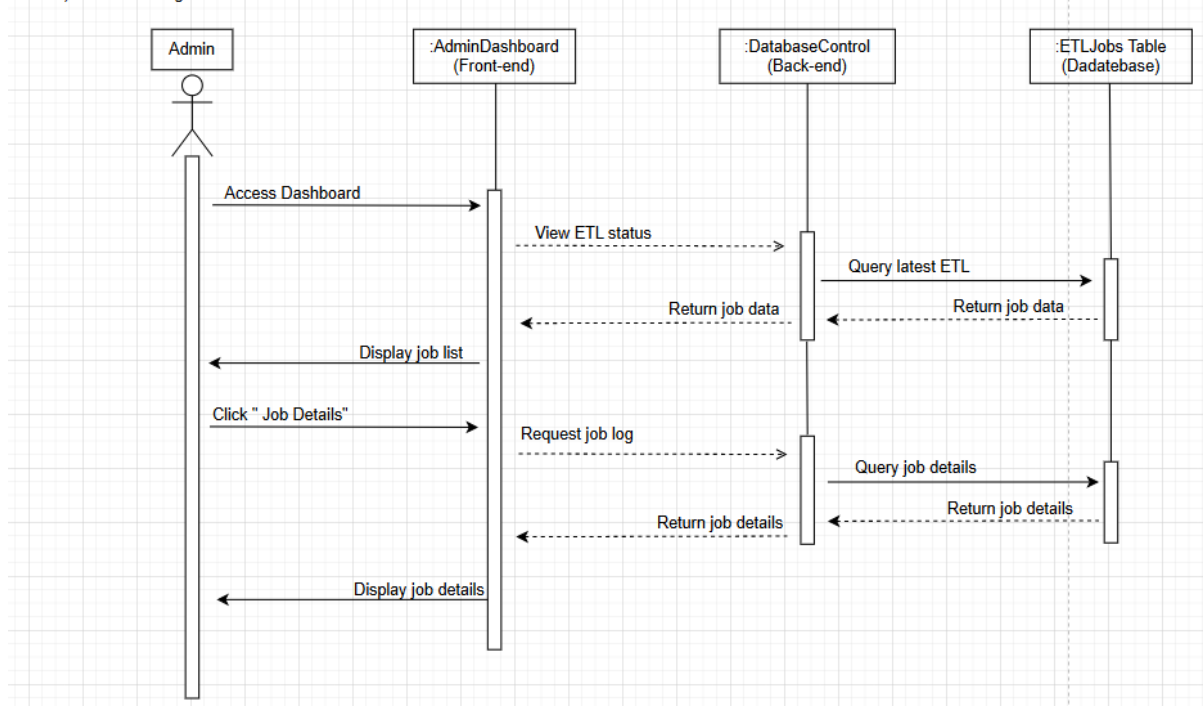 Admin
:AdminDashboard
(Front-end)
:DatabaseControl
(Back-end)
:ETLJobs Table
(Dadatebase)
Access Dashboard
View ETL status
Query latest ETL
Return job data
Return job data
Display job list
Click " Job Details"
Request job log
Query job details
Return job details
Return job details
Display job details